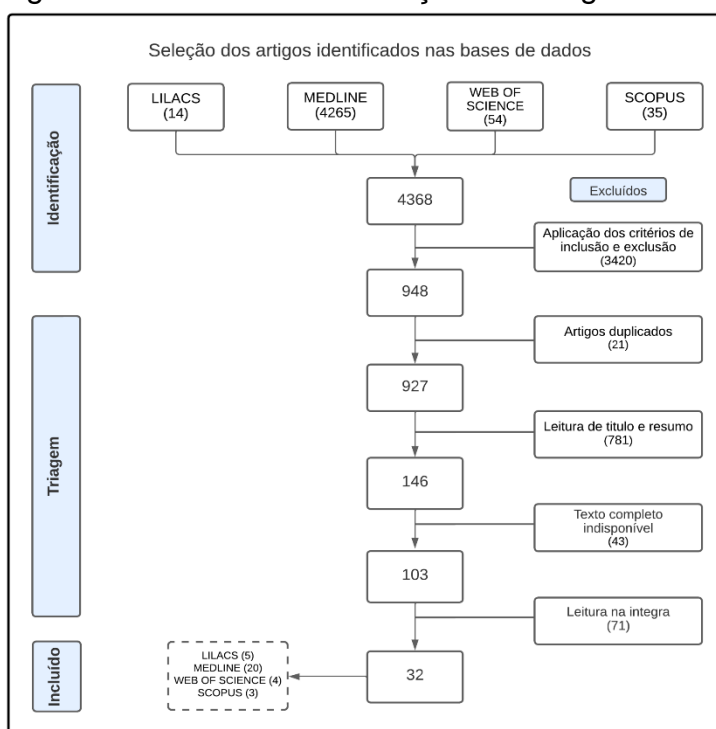 Seleção dos artigos identificados nas bases de dados
LILACS
(14)
MEDLINE
(4265)
WEB OF
SCIENCE
(54)
SCOPUS
(35)
Identificação
4368
Excluídos
Aplicação dos critérios de
inclusão e exclusão
(3420)
948
Triagem
Artigos duplicados
(21)
927
Leitura de titulo e resumo
(781)
146
Texto completo
indisponível
(43)
103
Leitura na integra
(71)
Incluído
LILACS (5)
MEDLINE (20)
WEB OF SCIENCE (4)
SCOPUS (3)
32